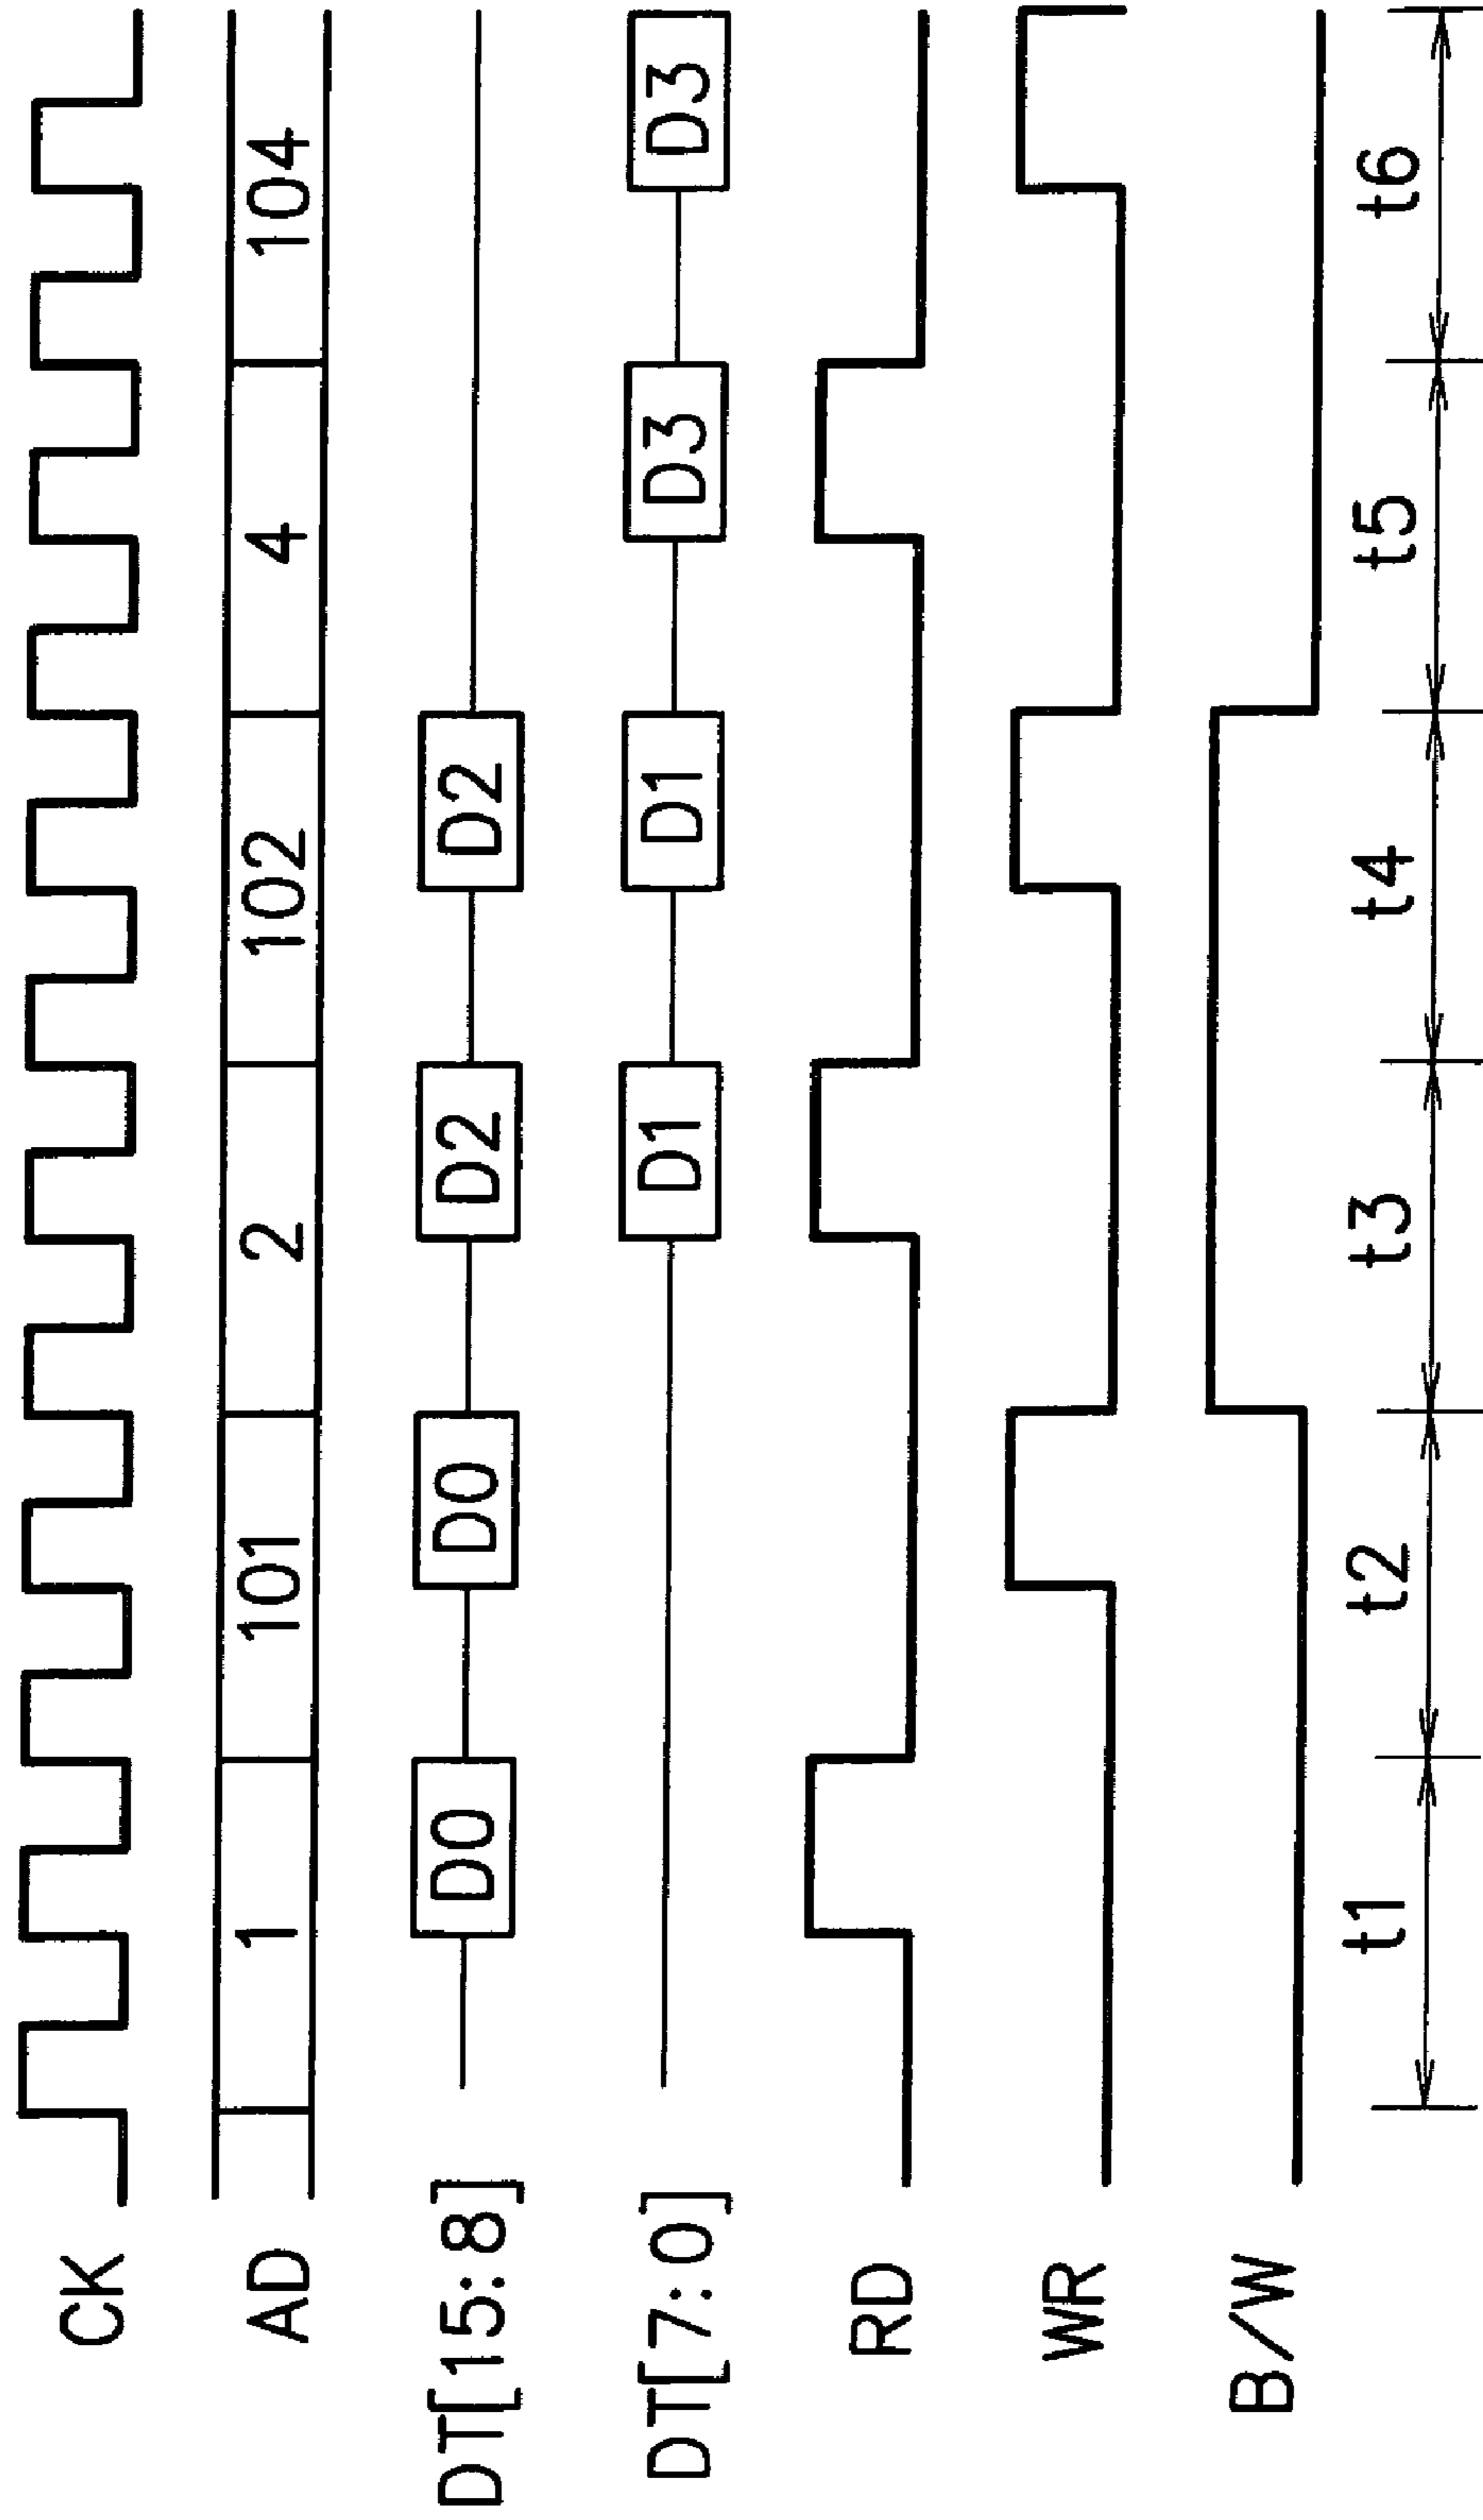 CK
AD 1 101 2 102 4 104
DT[15:8] D0 D0 D2 D2
DT[7:0] D1 D1 D3 D3
RD
WR
B/W
t1 t2 t3 t4 t5 t6